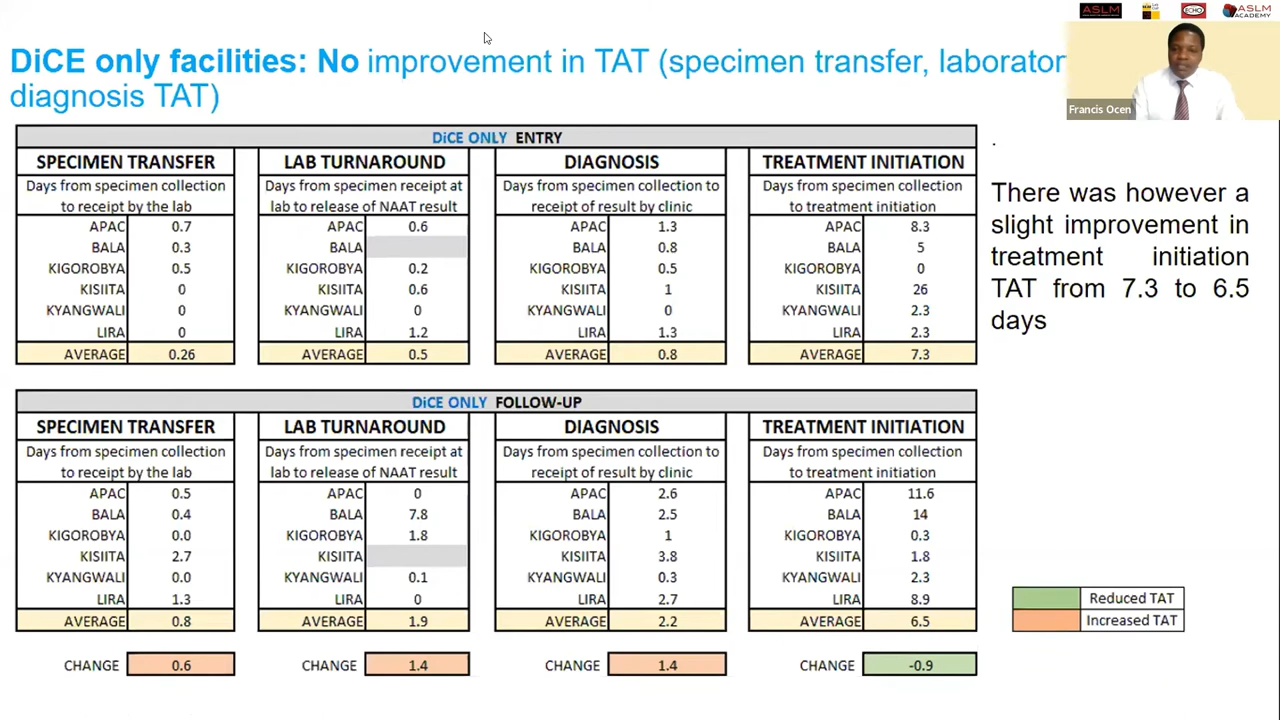 ASLM
ECHO
ASLM
ACADEMY
DiCE only facilities: No improvement in TAT (specimen transfer, laborator
diagnosis TAT)
Francis Ocen
DiCE ONLY ENTRY
SPECIMEN TRANSFER
Days from specimen collection
to receipt by the lab
APAC 0.7
BALA 0.3
KIGOROBYA 0.5
KISIITA 0
KYANGWALI 0
LIRA 0
AVERAGE 0.26
LAB TURNAROUND
Days from specimen receipt at
lab to release of NAAT result
APAC 0.6
BALA
KIGOROBYA 0.2
KISIITA 0.6
KYANGWALI 0
LIRA 1.2
AVERAGE 0.5
DIAGNOSIS
Days from specimen collection to
receipt of result by clinic
APAC 1.3
BALA 0.8
KIGOROBYA 0.5
KISIITA 1
KYANGWALI 0
LIRA 1.3
AVERAGE 0.8
TREATMENT INITIATION
Days from specimen collection
to treatment initiation
APAC 8.3
BALA 5
KIGOROBYA 0
KISIITA 26
KYANGWALI 2.3
LIRA 2.3
AVERAGE 7.3
.
There was however a
slight improvement in
treatment initiation
TAT from 7.3 to 6.5
days
DiCE ONLY FOLLOW-UP
SPECIMEN TRANSFER
Days from specimen collection
to receipt by the lab
APAC 0.5
BALA 0.4
KIGOROBYA 0.0
KISIITA 2.7
KYANGWALI 0.0
LIRA 1.3
AVERAGE 0.8
CHANGE 0.6
LAB TURNAROUND
Days from specimen receipt at
lab to release of NAAT result
APAC 0
BALA 7.8
KIGOROBYA 1.8
KISIITA
KYANGWALI 0.1
LIRA 0
AVERAGE 1.9
CHANGE 1.4
DIAGNOSIS
Days from specimen collection to
receipt of result by clinic
APAC 2.6
BALA 2.5
KIGOROBYA 1
KISIITA 3.8
KYANGWALI 0.3
LIRA 2.7
AVERAGE 2.2
CHANGE 1.4
TREATMENT INITIATION
Days from specimen collection
to treatment initiation
APAC 11.6
BALA 14
KIGOROBYA 0.3
KISIITA 1.8
KYANGWALI 2.3
LIRA 8.9
AVERAGE 6.5
CHANGE -0.9
Reduced TAT
Increased TAT